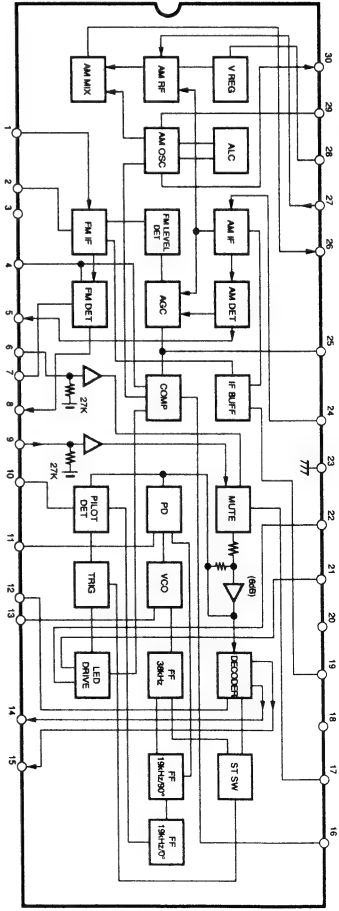 30
29
28
27
26
25
24
23
22
21
20
19
18
17
16
V REG
AM RF
AM MIX
ALC
AM OSC
AM IF
FM LEVEL
DET
FM IF
AM DET
AGC
FM DET
IF BUFF
COMP
27K
27K
MUTE
PD
PILOT
DET
(6dB)
VCO
TRIG
DECODER
FF
38kHz
LED
DRIVE
ST SW
FF
19kHz/90°
FF
19kHz/0°
1
2
3
4
5
6
7
8
9
10
11
12
13
14
15